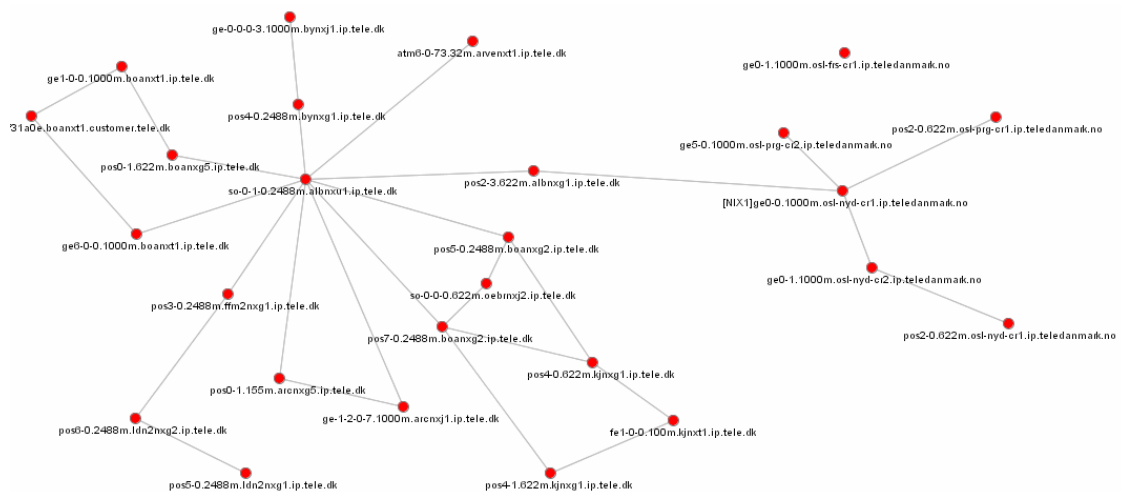 ge-0-0-0-3.1000m.bynxj1.ip.tele.dk
atm6-0-73.32m.arvenxt1.ip.tele.dk
ge0-1.1000m.osl-frs-cr1.ip.teledanmark.no
ge1-0-0.1000m.boanxt1.ip.tele.dk
pos4-0.2488m.bynxg1.ip.tele.dk
731a0e.boanxt1.customer.tele.dk
pos2-0.622m.osl-prg-cr1.ip.teledanmark.no
ge5-0.1000m.osl-prg-cr2.ip.teledanmark.no
pos0-1.622m.boanxg5.ip.tele.dk
pos2-3.622m.albnxg1.ip.tele.dk
so-0-1-0.2488m.albnxu1.ip.tele.dk
[NIX1]ge0-0.1000m.osl-nyd-cr1.ip.teledanmark.no
ge6-0-0.1000m.boanxt1.ip.tele.dk
pos5-0.2488m.boanxg2.ip.tele.dk
ge0-1.1000m.osl-nyd-cr2.ip.teledanmark.no
so-0-0-0.622m.oebrnxj2.ip.tele.dk
pos3-0.2488m.ffm2nxg1.ip.tele.dk
pos7-0.2488m.boanxg2.ip.tele.dk
pos2-0.622m.osl-nyd-cr1.ip.teledanmark.no
pos4-0.622m.kjnxg1.ip.tele.dk
pos0-1.155m.arcnxg5.ip.tele.dk
ge-1-2-0-7.1000m.arcnxj1.ip.tele.dk
pos6-0.2488m.ldn2nxg2.ip.tele.dk
fe1-0-0.100m.kjnxt1.ip.tele.dk
pos5-0.2488m.ldn2nxg1.ip.tele.dk
pos4-1.622m.kjnxg1.ip.tele.dk